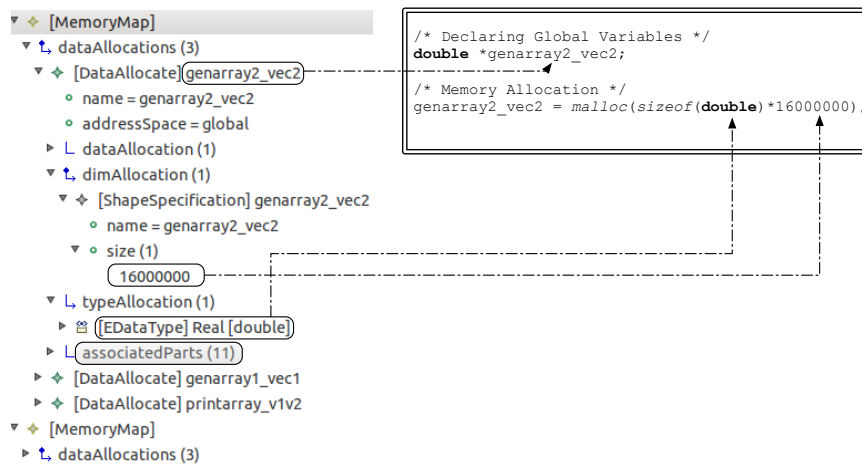 [MemoryMap]
dataAllocations (3)
[DataAllocate] genarray2_vec2
name = genarray2_vec2
addressSpace = global
dataAllocation (1)
dimAllocation (1)
[ShapeSpecification] genarray2_vec2
name = genarray2_vec2
size (1)
16000000
typeAllocation (1)
[EDataType] Real [double]
associatedParts (11)
[DataAllocate] genarray1_vec1
[DataAllocate] printarray_v1v2
[MemoryMap]
dataAllocations (3)
/* Declaring Global Variables */
double *genarray2_vec2;
/* Memory Allocation */
genarray2_vec2 = malloc(sizeof(double)*16000000);